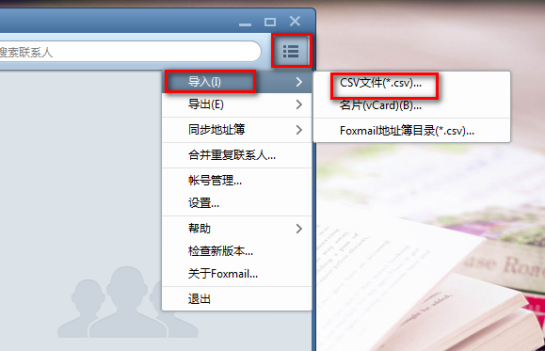 搜索联系人
导入(I)
导出(E)
同步地址簿
合并重复联系人...
帐号管理...
设置...
帮助
检查新版本...
关于Foxmail...
退出
CSV文件(*.csv)...
名片(vCard)(B)...
Foxmail地址簿目录(*.csv)...
use Road